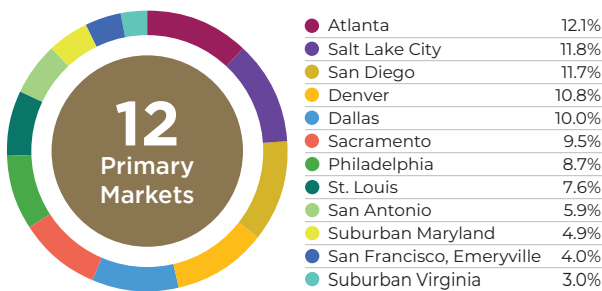 12
Primary
Markets
Atlanta 12.1%
Salt Lake City 11.8%
San Diego 11.7%
Denver 10.8%
Dallas 10.0%
Sacramento 9.5%
Philadelphia 8.7%
St. Louis 7.6%
San Antonio 5.9%
Suburban Maryland 4.9%
San Francisco, Emeryville 4.0%
Suburban Virginia 3.0%